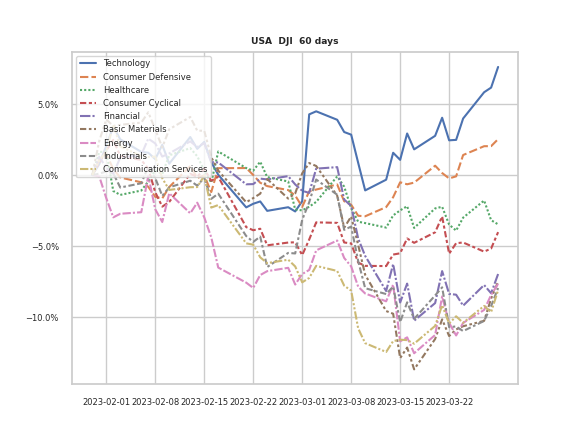 USA DJI 60 days
Technology
Consumer Defensive
Healthcare
Consumer Cyclical
Financial
Basic Materials
Energy
Industrials
Communication Services
5.0%
0.0%
−5.0%
−10.0%
2023-02-01 2023-02-08 2023-02-15 2023-02-22 2023-03-01 2023-03-08 2023-03-15 2023-03-22